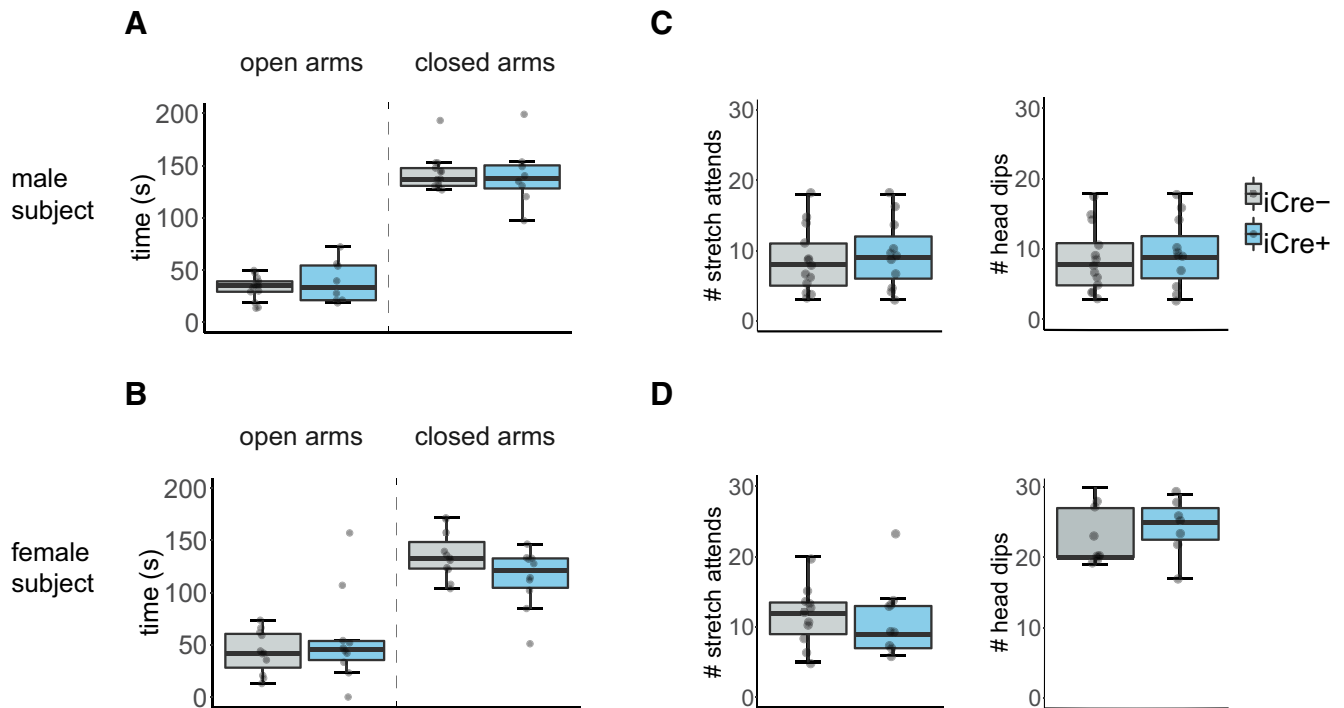 A
open arms closed arms
male
subject
time (s)
200
150
100
50
0
C
# stretch attends
30
20
10
0
# head dips
30
20
10
0
iCre−
iCre+
B
open arms closed arms
female
subject
time (s)
200
150
100
50
0
D
# stretch attends
30
20
10
0
# head dips
30
20
10
0